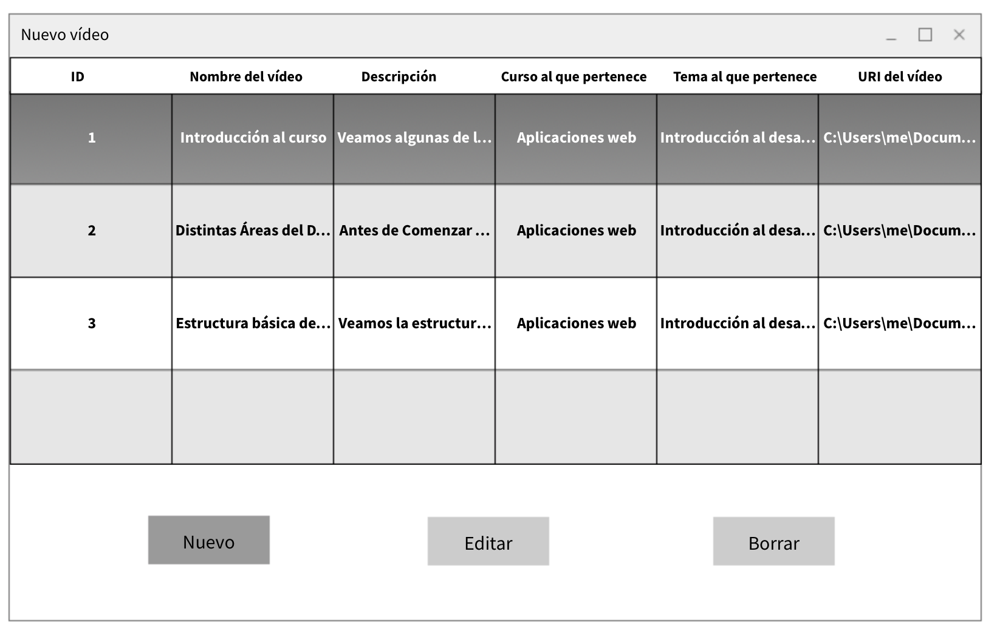 Nuevo vídeo
ID Nombre del vídeo Descripción Curso al que pertenece Tema al que pertenece URI del vídeo
1 Introducción al curso Veamos algunas de l... Aplicaciones web Introducción al desa... C:\Users\me\Docum...
2 Distintas Áreas del D... Antes de Comenzar ... Aplicaciones web Introducción al desa... C:\Users\me\Docum...
3 Estructura básica de... Veamos la estructur... Aplicaciones web Introducción al desa... C:\Users\me\Docum...
Nuevo Editar Borrar